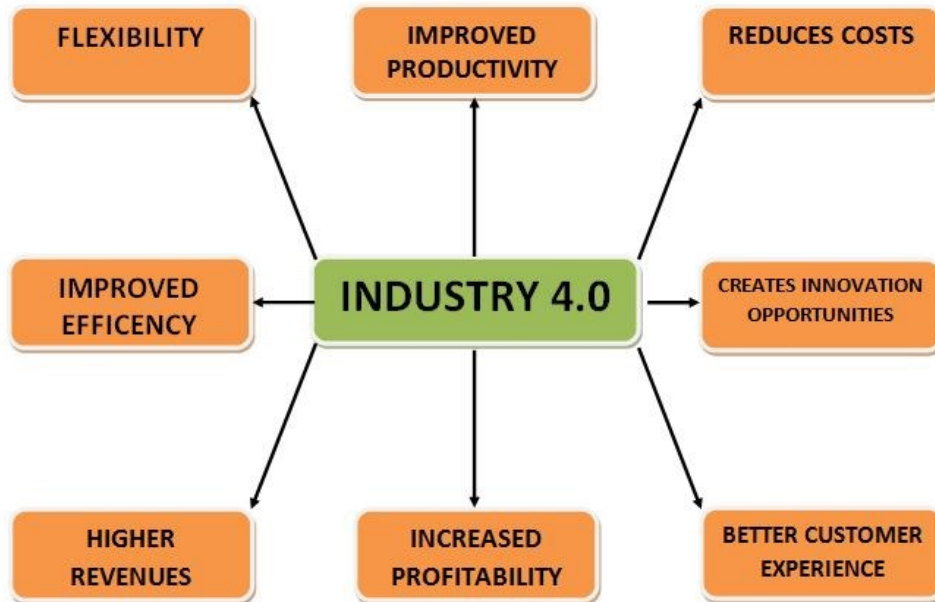 FLEXIBILITY
IMPROVED
PRODUCTIVITY
REDUCES COSTS
IMPROVED
EFFICENCY
INDUSTRY 4.0
CREATES INNOVATION
OPPORTUNITIES
HIGHER
REVENUES
INCREASED
PROFITABILITY
BETTER CUSTOMER
EXPERIENCE